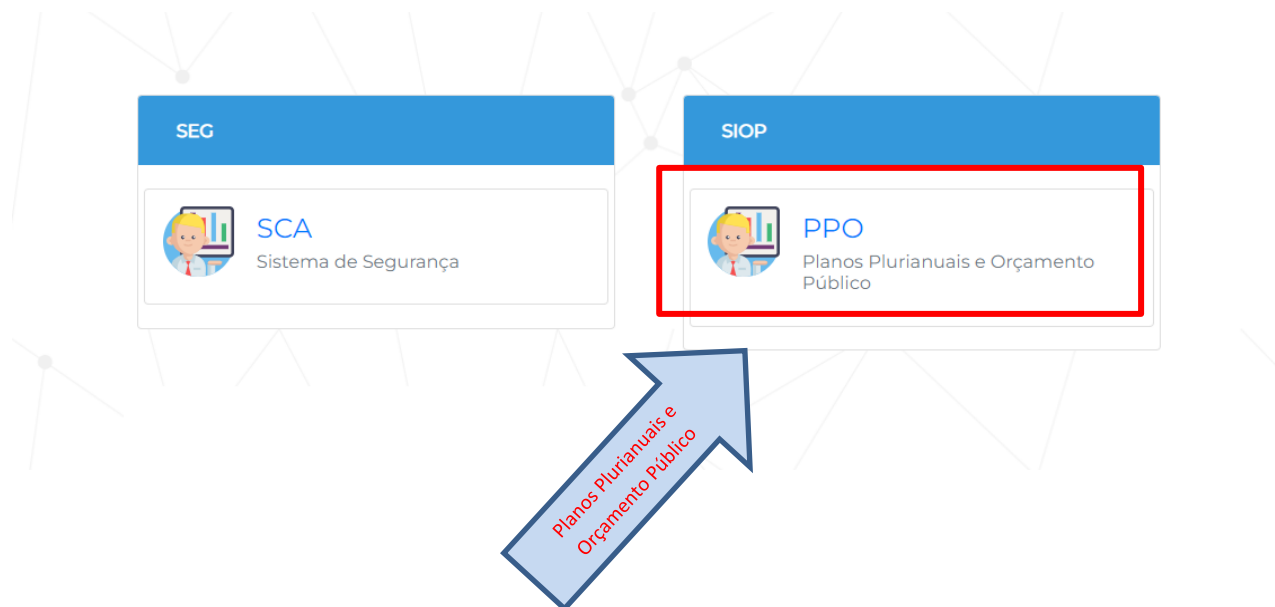 SEG
SCA
Sistema de Segurança
SIOP
PPO
Planos Plurianuais e Orçamento
Público
Planos Plurianuais e
Orçamento Público